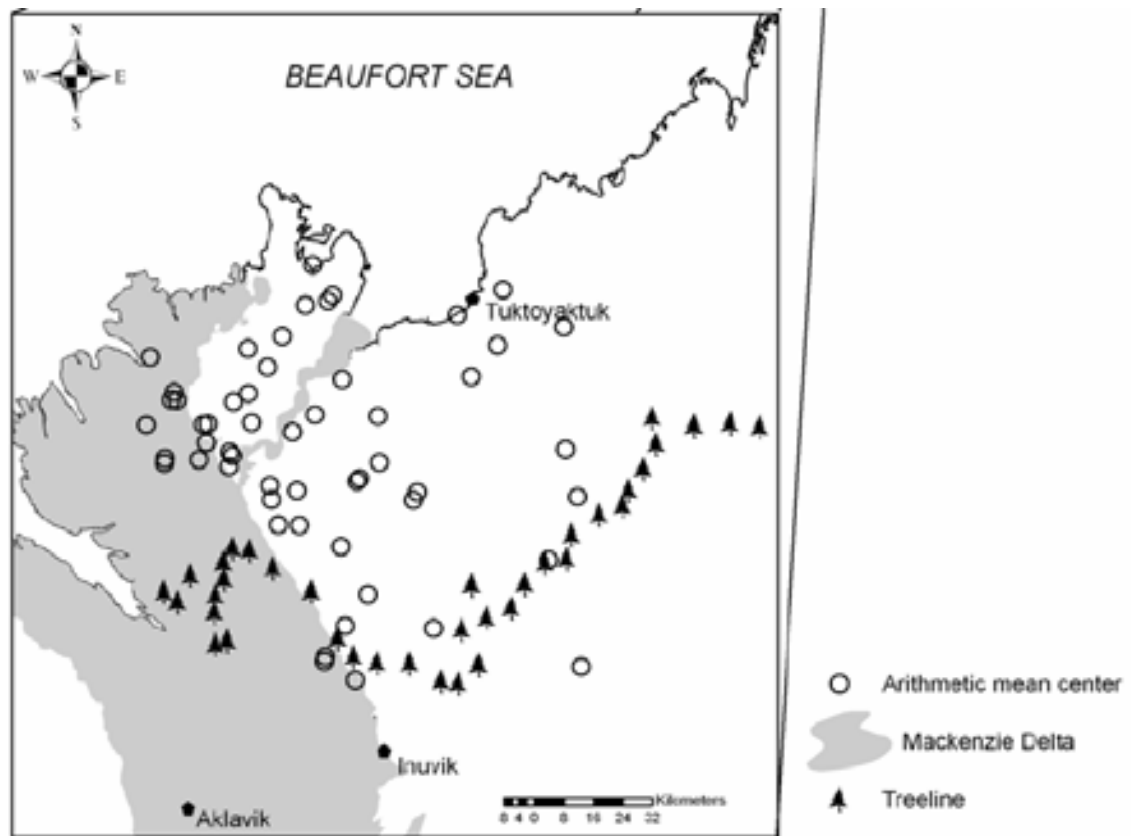 N
W E
S
BEAUFORT SEA
Tuktoyaktuk
Inuvik
Aklavik
Kilometers
8 4 0 8 16 24 32
Arithmetic mean center
Mackenzie Delta
Treeline